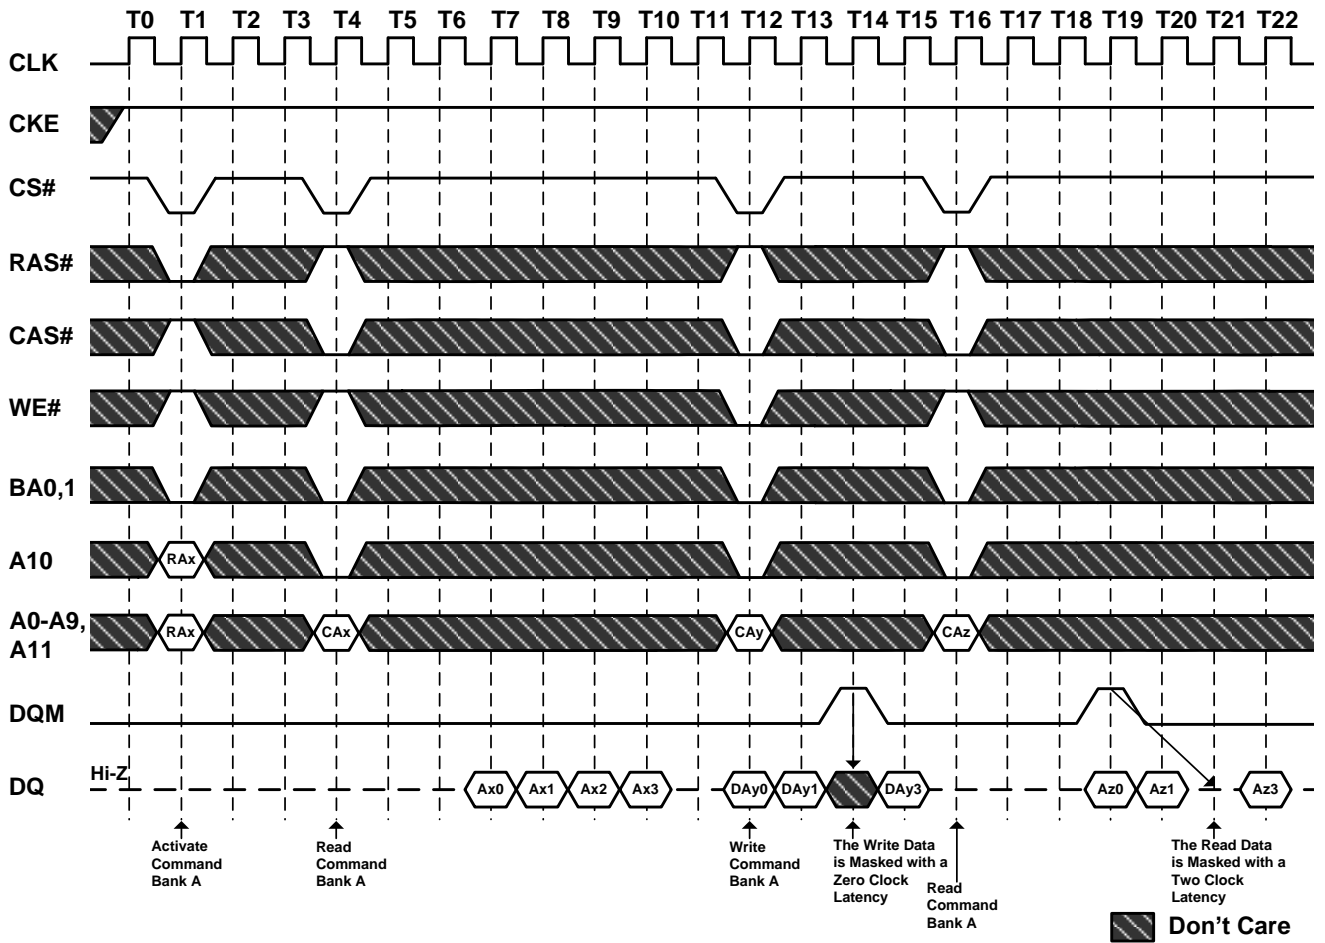 T0 T1 T2 T3 T4 T5 T6 T7 T8 T9 T10 T11 T12 T13 T14 T15 T16 T17 T18 T19 T20 T21 T22
CLK
CKE
CS#
RAS#
CAS#
WE#
BA0,1
A10 RAx
A0-A9,
A11
RAx CAx CAy CAz
DQM
DQ
Hi-Z
Ax0 Ax1 Ax2 Ax3 DAy0 DAy1 DAy3 Az0 Az1 Az3
Activate
Command
Bank A
Read
Command
Bank A
Write
Command
Bank A
The Write Data
is Masked with a
Zero Clock
Latency
Read
Command
Bank A
The Read Data
is Masked with a
Two Clock
Latency
Don't Care